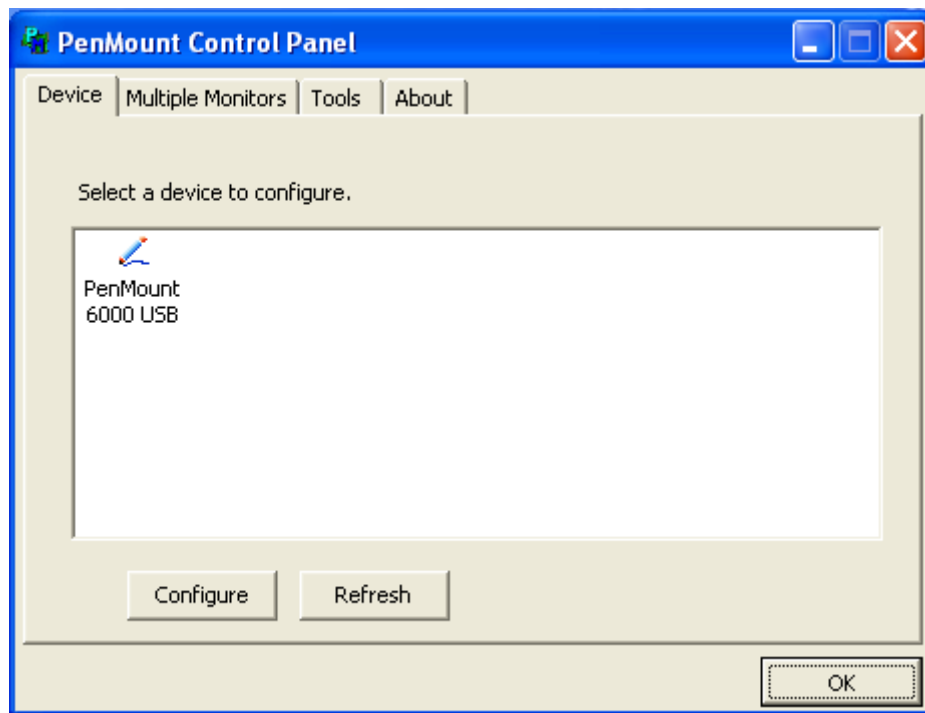 PenMount Control Panel
Device Multiple Monitors Tools About
Select a device to configure.
PenMount
6000 USB
Configure Refresh
OK